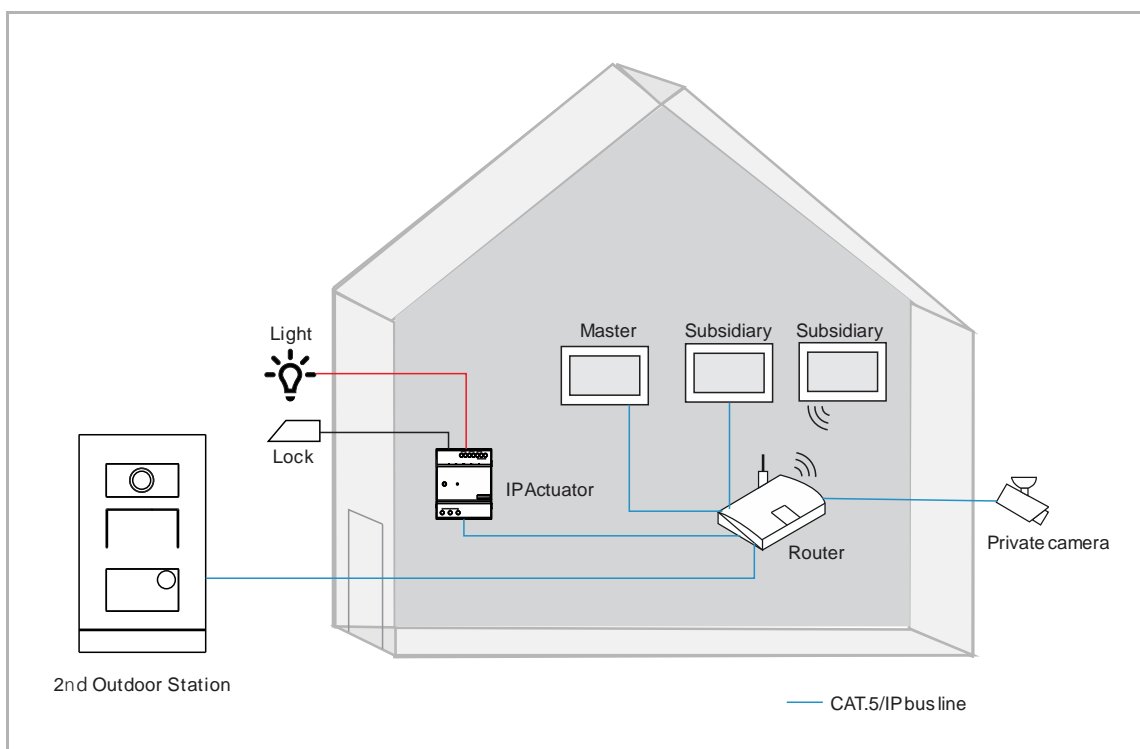 Light
Master
Subsidiary
Subsidiary
Lock
IP Actuator
Router
Private camera
2nd Outdoor Station
CAT.5/IP bus line